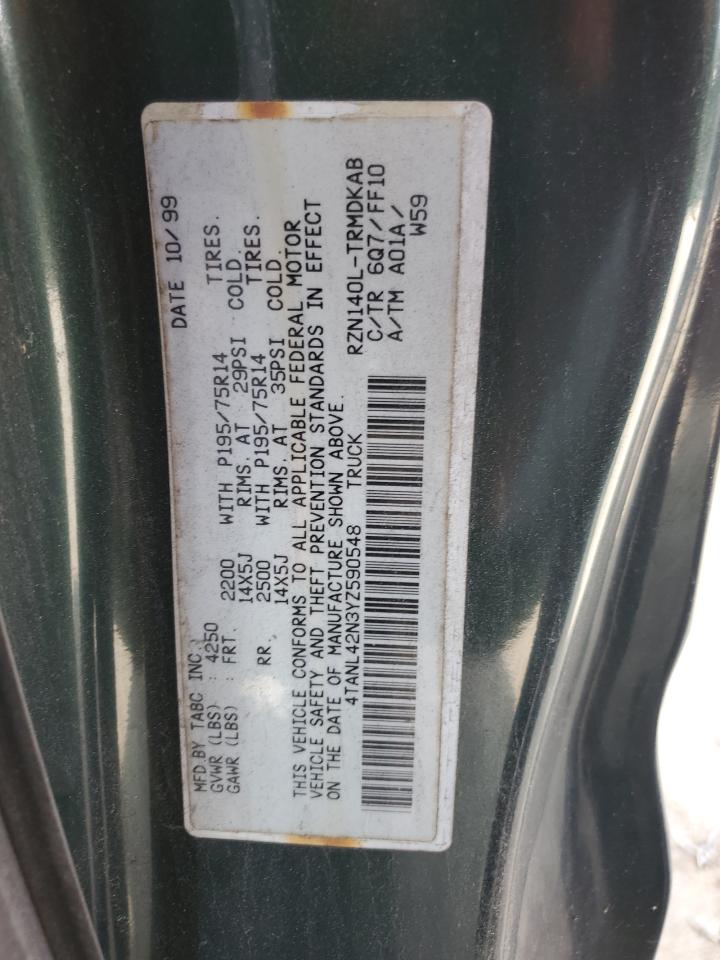 MFD.BY TABC INC. DATE 10/99
GVWR (LBS) : 4250
GAWR (LBS) : FRT. 2200 WITH P195/75R14 TIRES.
14X5J RIMS. AT 29PSI COLD.
RR. 2500 WITH P195/75R14 TIRES.
14X5J RIMS. AT 35PSI COLD.
THIS VEHICLE CONFORMS TO ALL APPLICABLE FEDERAL MOTOR
VEHICLE SAFETY AND THEFT PREVENTION STANDARDS IN EFFECT
ON THE DATE OF MANUFACTURE SHOWN ABOVE.
4TANL42N3YZ590548 TRUCK
RZN140L-TRMDKAB
C/TR 6Q7/FF10
A/TM A01A/
W59